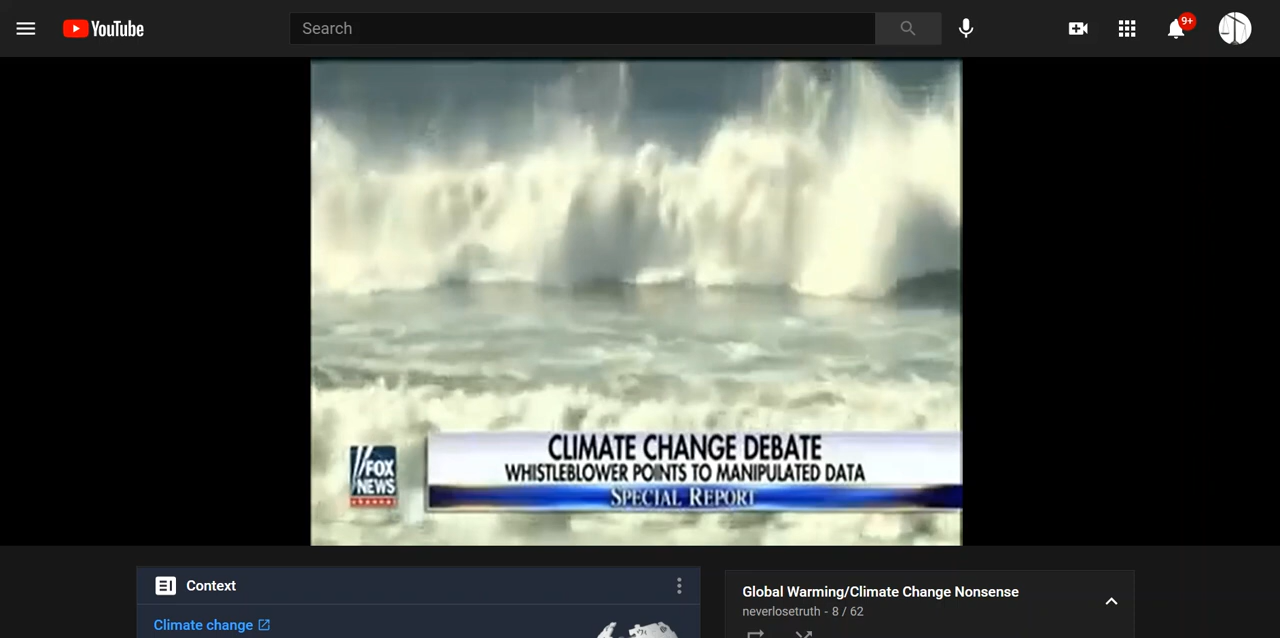 YouTube
Search
9+
CLIMATE CHANGE DEBATE
WHISTLEBLOWER POINTS TO MANIPULATED DATA
FOX
NEWS
SPECIAL REPORT
Context
Climate change
Global Warming/Climate Change Nonsense
neverlosetruth - 8 / 62